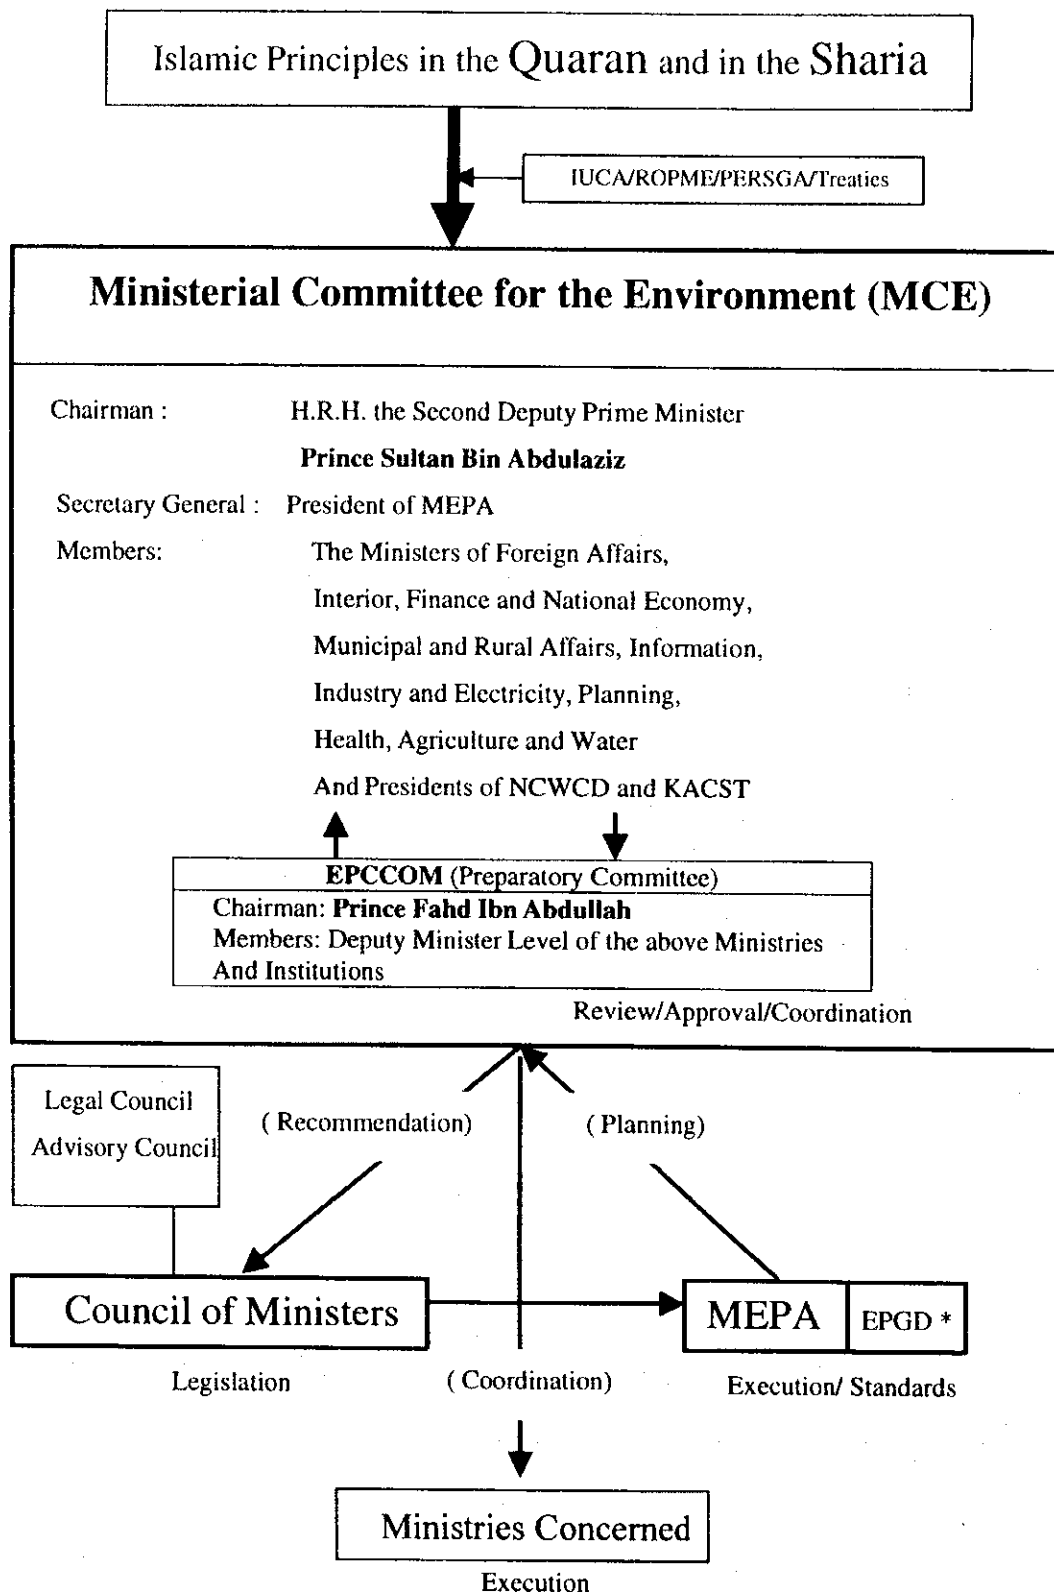 Islamic Principles in the Quaran and in the Sharia
IUCA/ROPME/PERSGA/Treaties
Ministerial Committee for the Environment (MCE)
Chairman : H.R.H. the Second Deputy Prime Minister
Prince Sultan Bin Abdulaziz
Secretary General : President of MEPA
Members: The Ministers of Foreign Affairs,
Interior, Finance and National Economy,
Municipal and Rural Affairs, Information,
Industry and Electricity, Planning,
Health, Agriculture and Water
And Presidents of NCWCD and KACST
EPCCOM (Preparatory Committee)
Chairman: Prince Fahd Ibn Abdullah
Members: Deputy Minister Level of the above Ministries
And Institutions
Review/Approval/Coordination
Legal Council
Advisory Council
( Recommendation)
( Planning)
Council of Ministers
MEPA
EPGD *
Legislation
( Coordination)
Execution/ Standards
Ministries Concerned
Execution